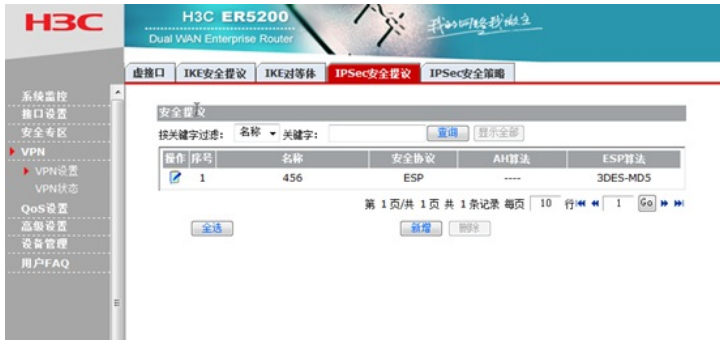 H3C
H3C ER5200
Dual WAN Enterprise Router
我的网络我做主
虚接口 IKE安全提议 IKE对等体 IPSec安全提议 IPSec安全策略
系统监控
接口设置
安全专区
VPN
VPN设置
VPN状态
QoS设置
高级设置
设备管理
用户FAQ
安全提议
按关键字过滤: 名称 关键字: 查询 显示全部
操作 序号 名称 安全协议 AH算法 ESP算法
1 456 ESP ---- 3DES-MD5
第 1 页/共 1 页 共 1 条记录 每页 10 行 1 Go
全选 新增 删除